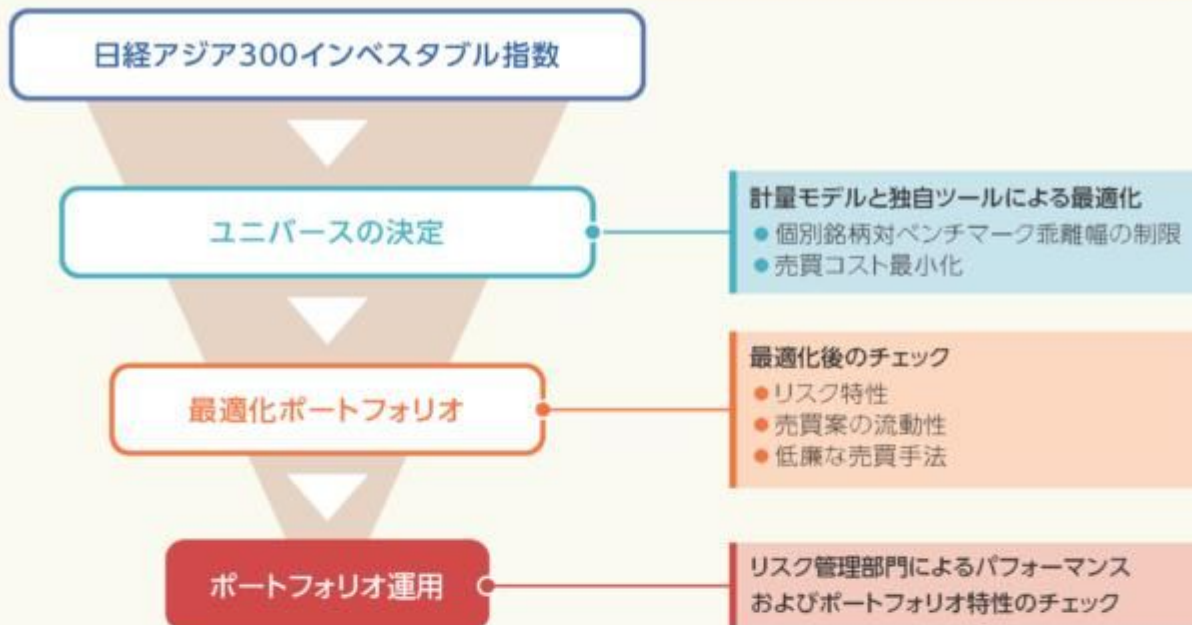 日経アジア300インベスタブル指数
ユニバースの決定
計量モデルと独自ツールによる最適化
●個別銘柄対ベンチマーク乖離幅の制限
●売買コスト最小化
最適化ポートフォリオ
最適化後のチェック
●リスク特性
●売買案の流動性
●低廉な売買手法
ポートフォリオ運用
リスク管理部門によるパフォーマンス
およびポートフォリオ特性のチェック